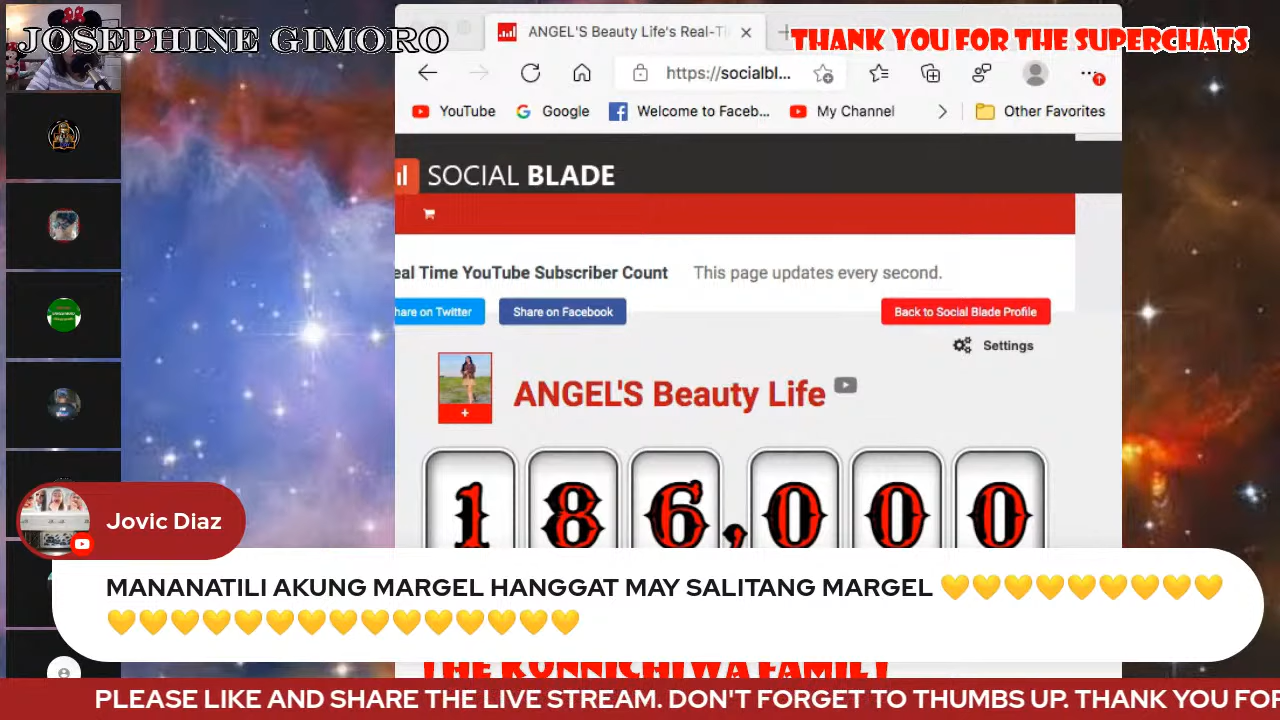 JOSEPHINE GIMORO
THANK YOU FOR THE SUPERCHATS
ANGEL'S Beauty Life's Real-Ti
https://socialbl...
YouTube
Google
Welcome to Faceb...
My Channel
Other Favorites
SOCIAL BLADE
eal Time YouTube Subscriber Count
This page updates every second.
hare on Twitter
Share on Facebook
Back to Social Blade Profile
Settings
ANGEL'S Beauty Life
186,000
Jovic Diaz
MANANATILI AKUNG MARGEL HANGGAT MAY SALITANG MARGEL 💛💛💛💛💛💛💛💛💛
💛💛💛💛💛💛💛💛💛💛💛💛💛💛💛
THE KONNICHIWA FAMILY
PLEASE LIKE AND SHARE THE LIVE STREAM. DON'T FORGET TO THUMBS UP. THANK YOU FOR